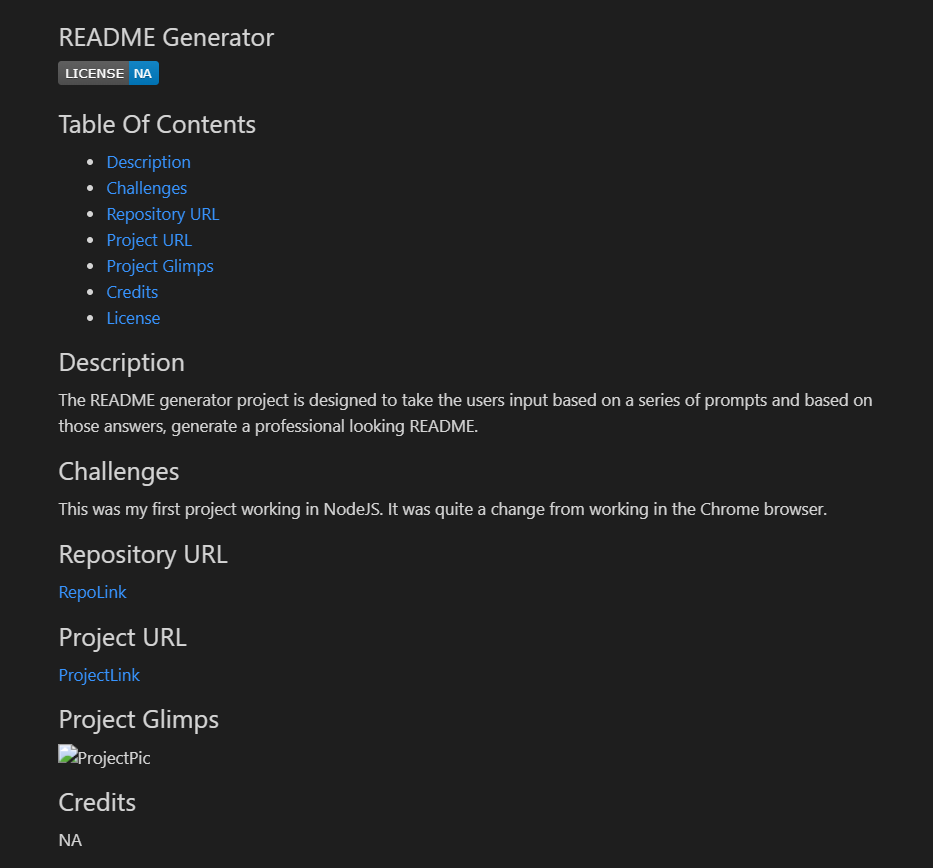 README Generator
LICENSE NA
Table Of Contents
Description
Challenges
Repository URL
Project URL
Project Glimps
Credits
License
Description
The README generator project is designed to take the users input based on a series of prompts and based on
those answers, generate a professional looking README.
Challenges
This was my first project working in NodeJS. It was quite a change from working in the Chrome browser.
Repository URL
RepoLink
Project URL
ProjectLink
Project Glimps
ProjectPic
Credits
NA